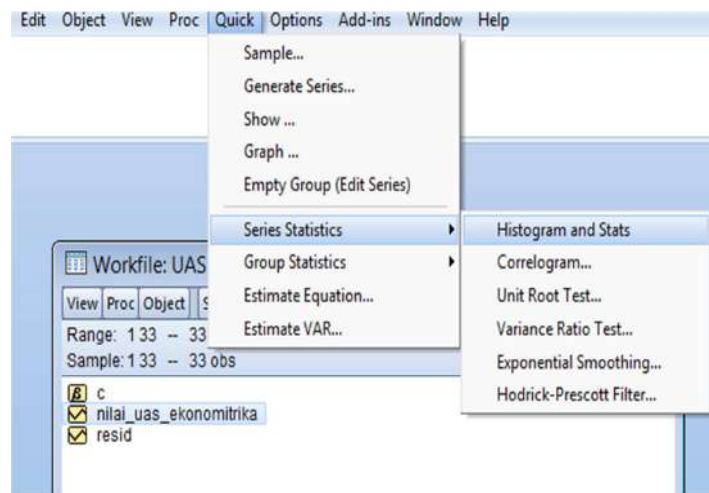 Edit Object View Proc Quick Options Add-ins Window Help
Sample...
Generate Series...
Show ...
Graph ...
Empty Group (Edit Series)
Series Statistics
Group Statistics
Estimate Equation...
Estimate VAR...
Histogram and Stats
Correlogram...
Unit Root Test...
Variance Ratio Test...
Exponential Smoothing...
Hodrick-Prescott Filter...
Workfile: UAS
View Proc Object
Range: 1 33 -- 33
Sample: 1 33 -- 33 obs
c
nilai_uas_ekonomitrika
resid